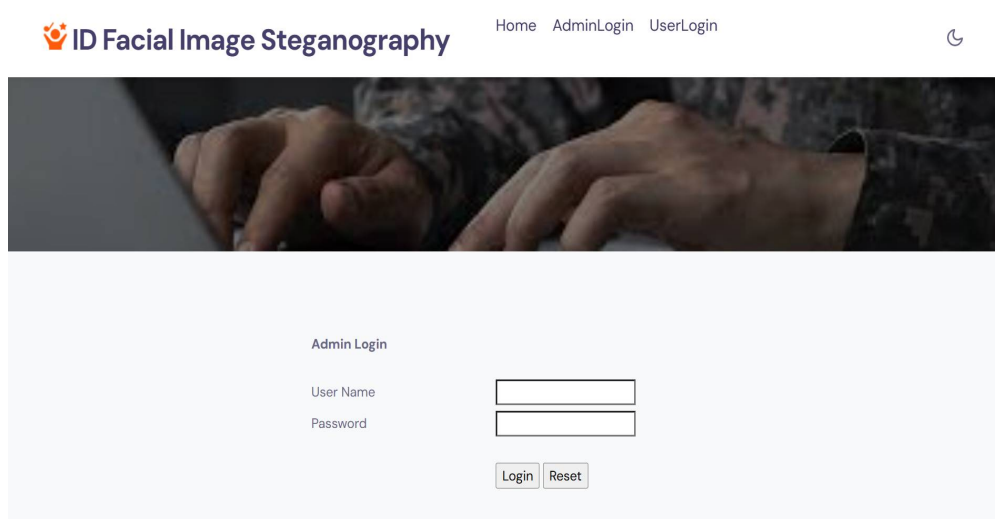 ID Facial Image Steganography
Home AdminLogin UserLogin
Admin Login
User Name
Password
Login Reset